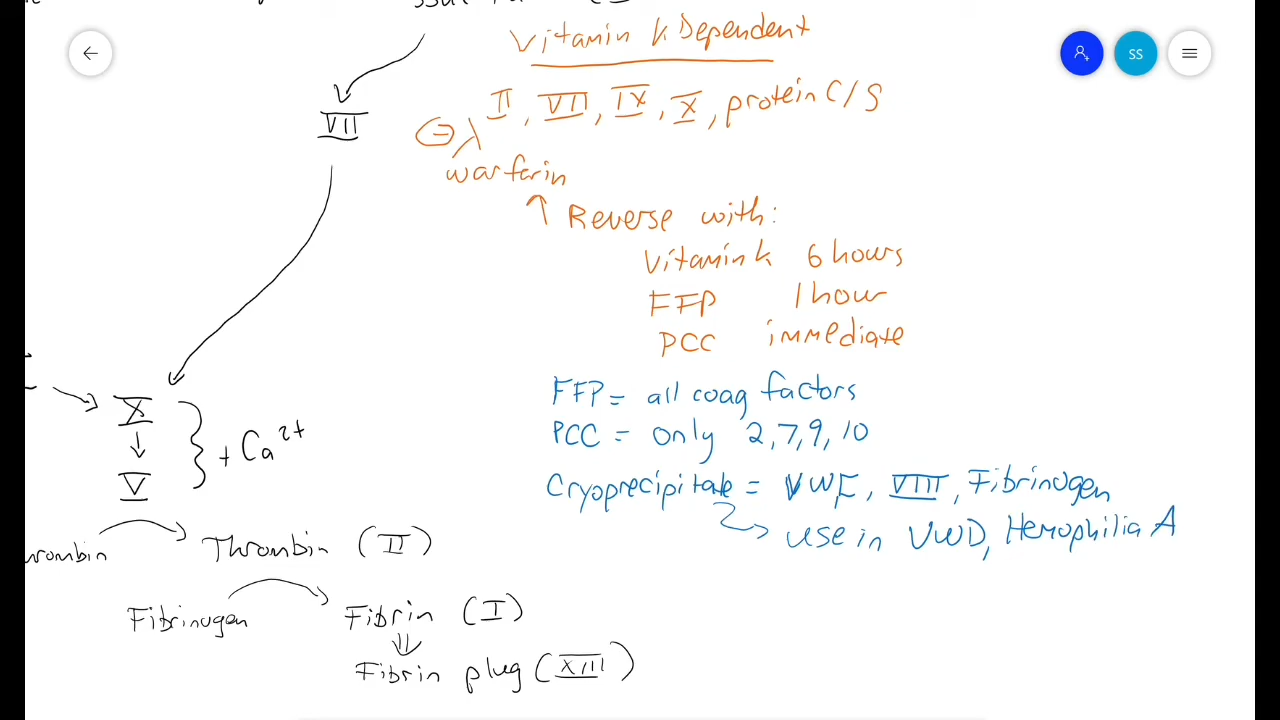 Vitamin K Dependent
II, VII, IX, X, protein C/S
⊖
warfarin
VII
↑ Reverse with:
Vitamin K 6 hours
FFP 1 hour
PCC immediate
FFP = all coag factors
PCC = only 2, 7, 9, 10
Cryoprecipitate = VWF, VIII, Fibrinogen
use in VWD, Hemophilia A
X
↓
V
} + Ca2+
Thrombin (II)
Fibrinogen
Fibrin (I)
Fibrin plug (XIII)
SS